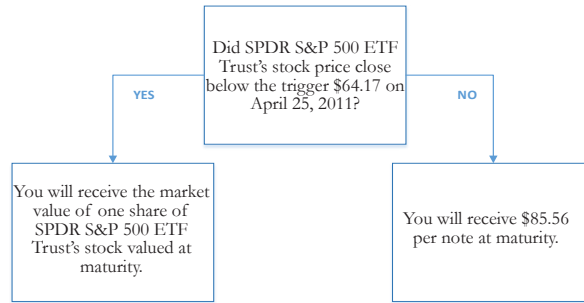 Did SPDR S&P 500 ETF
Trust's stock price close
below the trigger $64.17 on
April 25, 2011?
YES
NO
You will receive the market
value of one share of
SPDR S&P 500 ETF
Trust's stock valued at
maturity.
You will receive $85.56
per note at maturity.